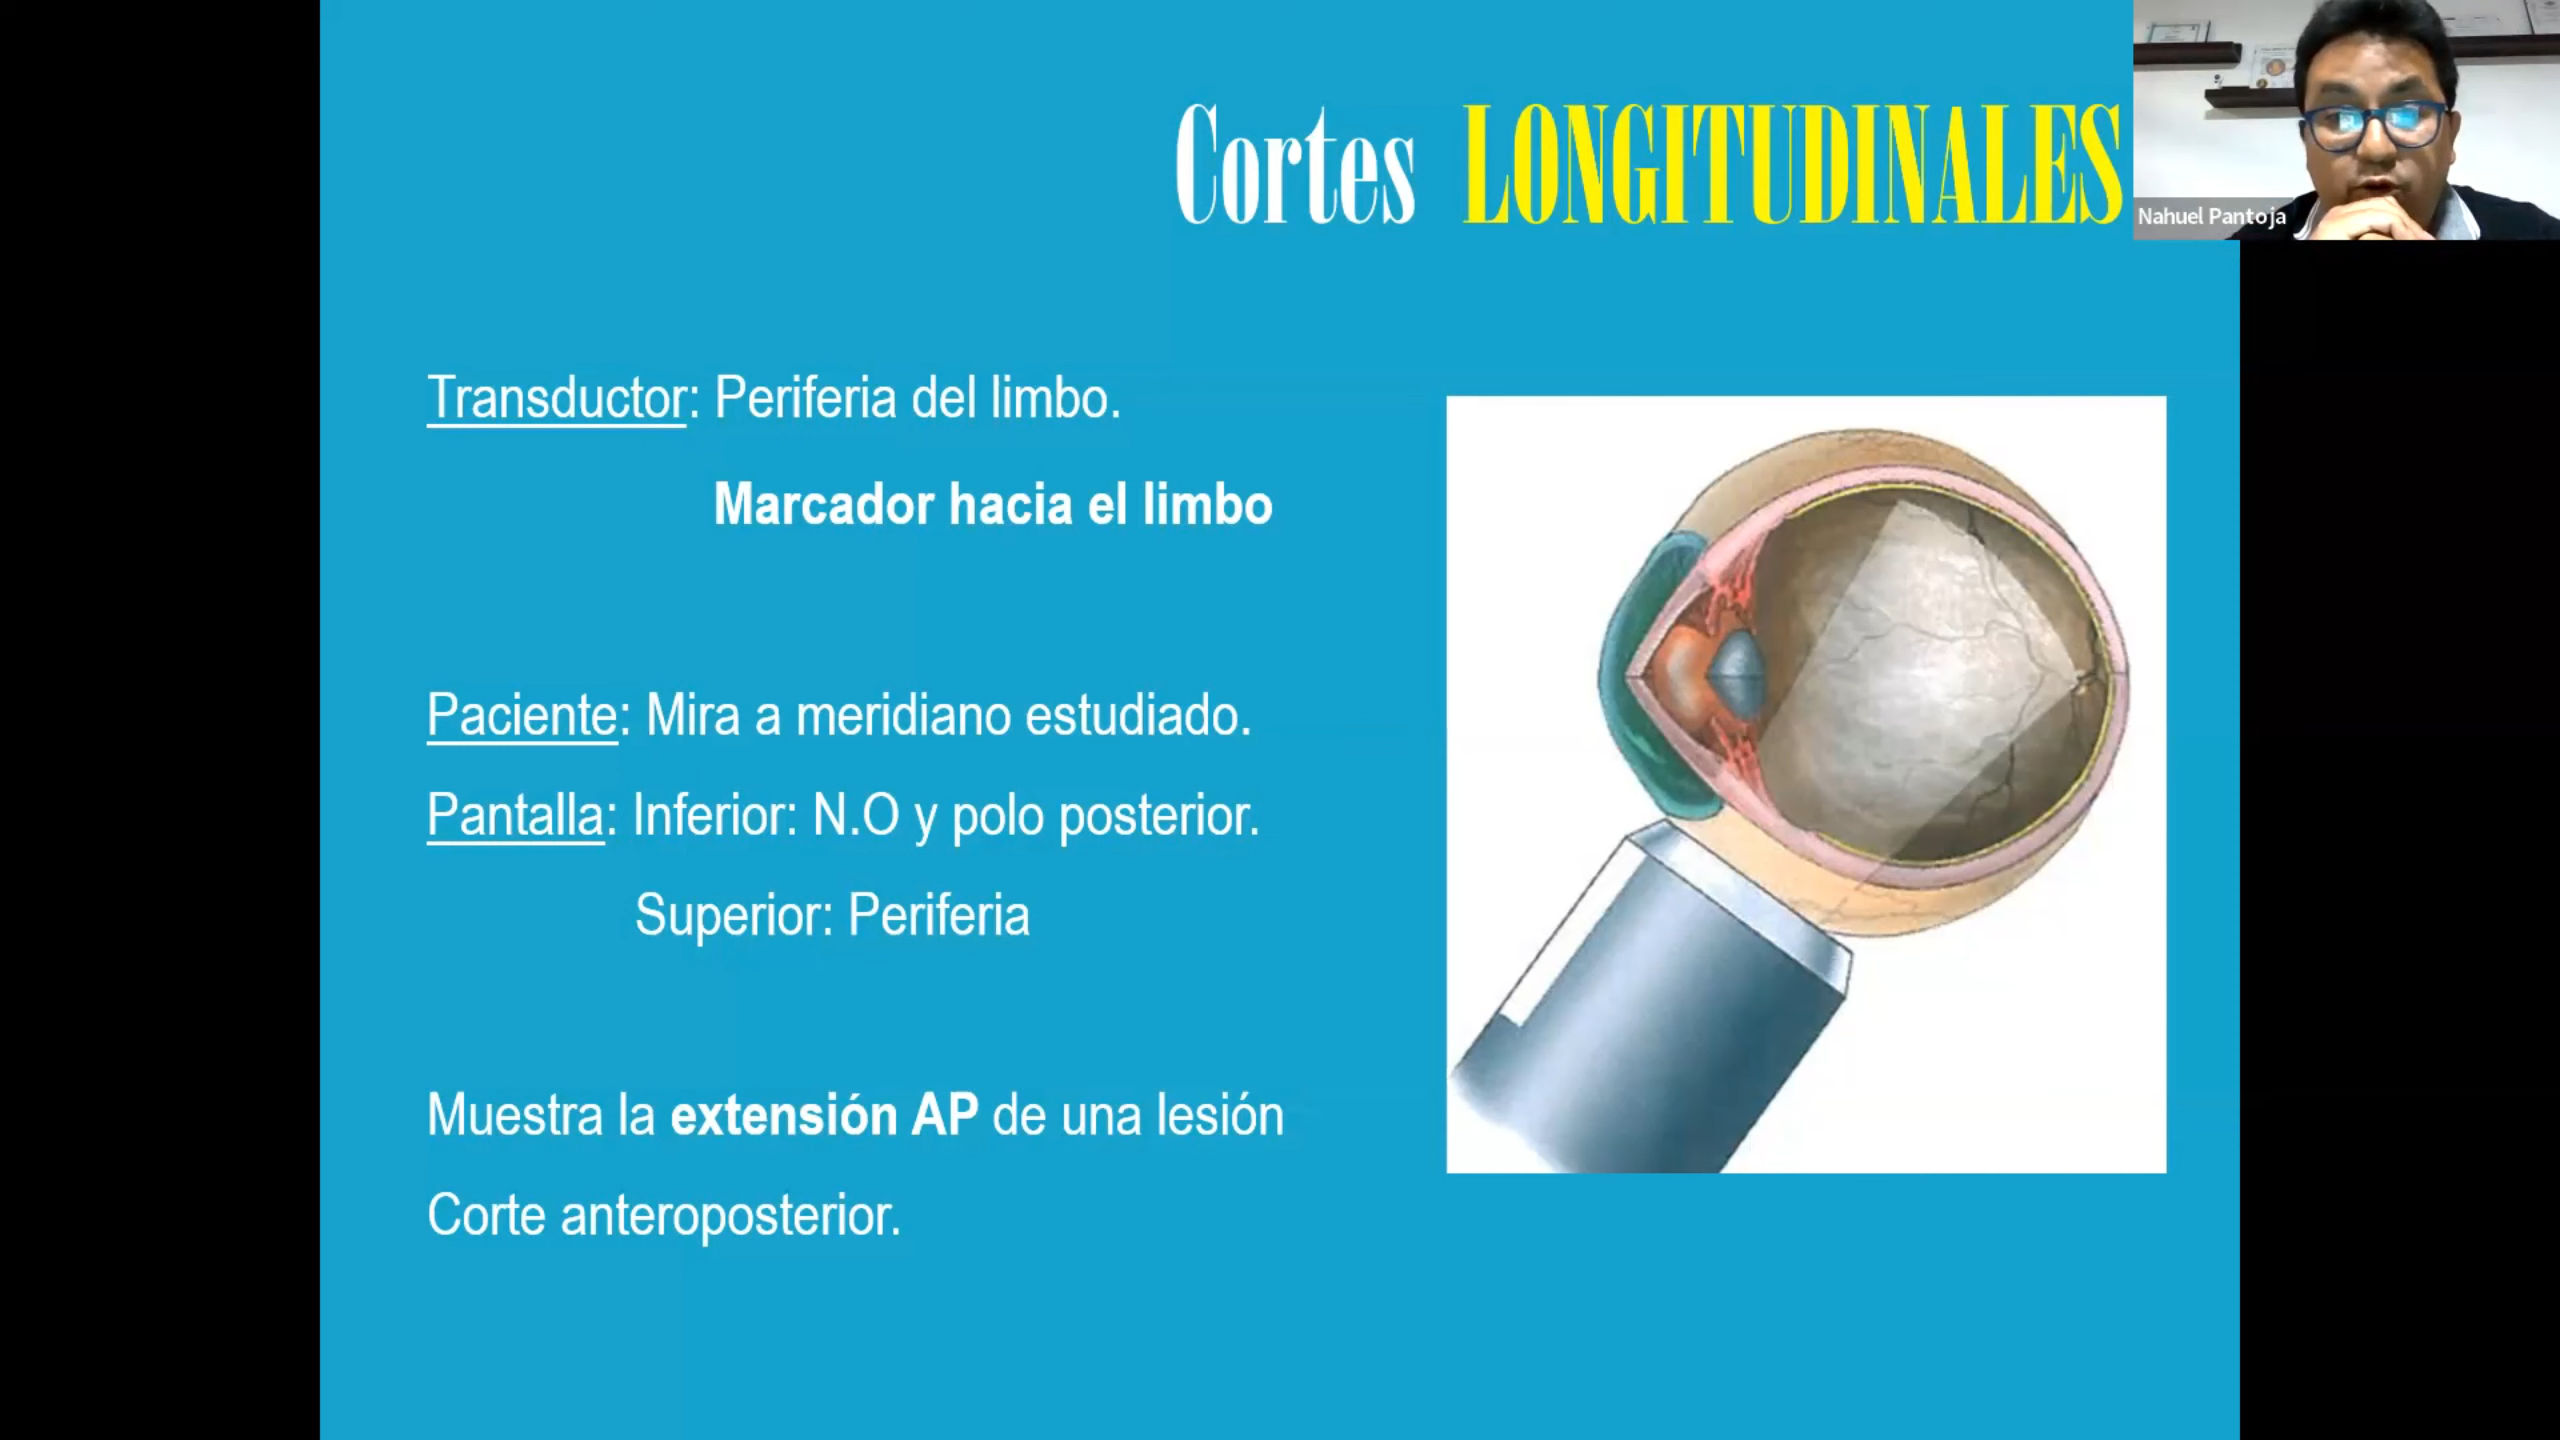 Cortes LONGITUDINALES
Nahuel Pantoja
Transductor: Periferia del limbo.
Marcador hacia el limbo
Paciente: Mira a meridiano estudiado.
Pantalla: Inferior: N.O y polo posterior.
Superior: Periferia
Muestra la extensión AP de una lesión
Corte anteroposterior.